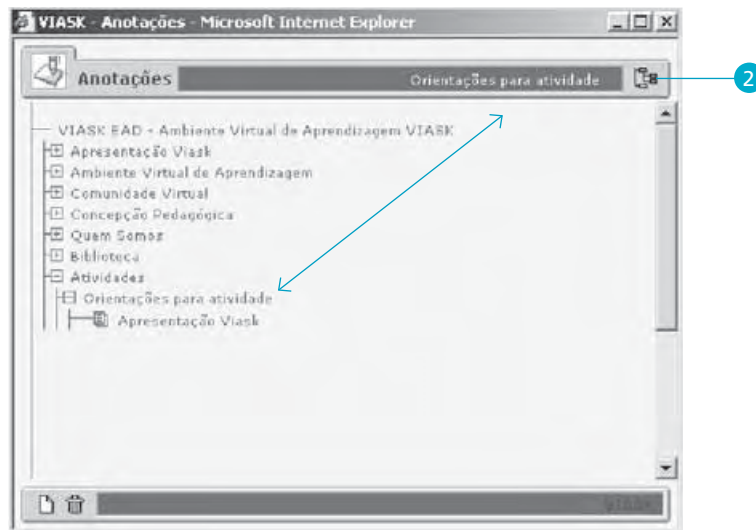 VIASK - Anotações - Microsoft Internet Explorer
Anotações Orientações para atividade
2
VIASK EAD - Ambiente Virtual de Aprendizagem VIASK
Apresentação Viask
Ambiente Virtual de Aprendizagem
Comunidade Virtual
Concepção Pedagógica
Quem Somos
Biblioteca
Atividades
Orientações para atividade
Apresentação Viask